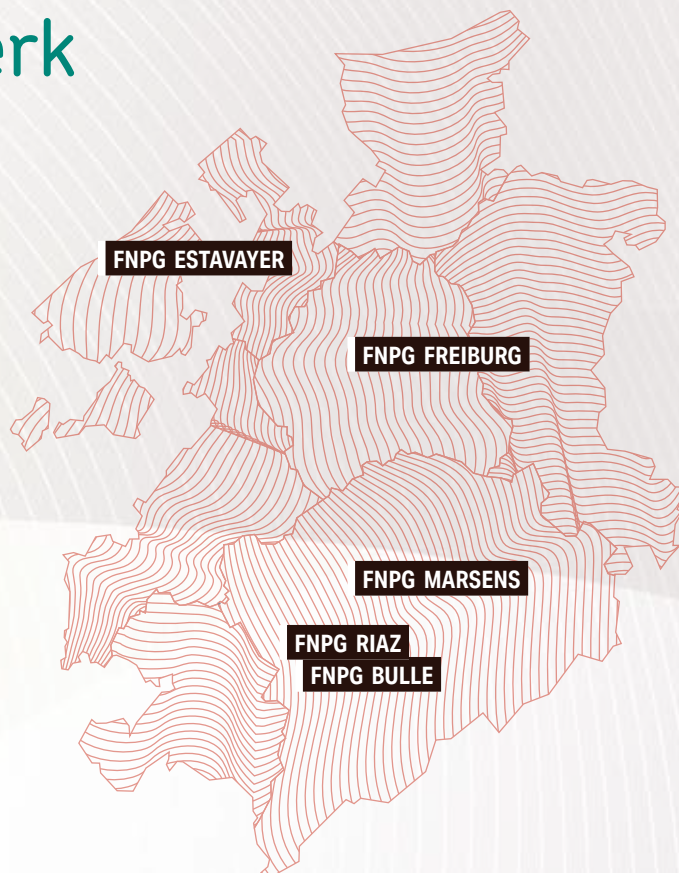 erk
FNPG ESTAVAYER
FNPG FREIBURG
FNPG MARSENS
FNPG RIAZ
FNPG BULLE